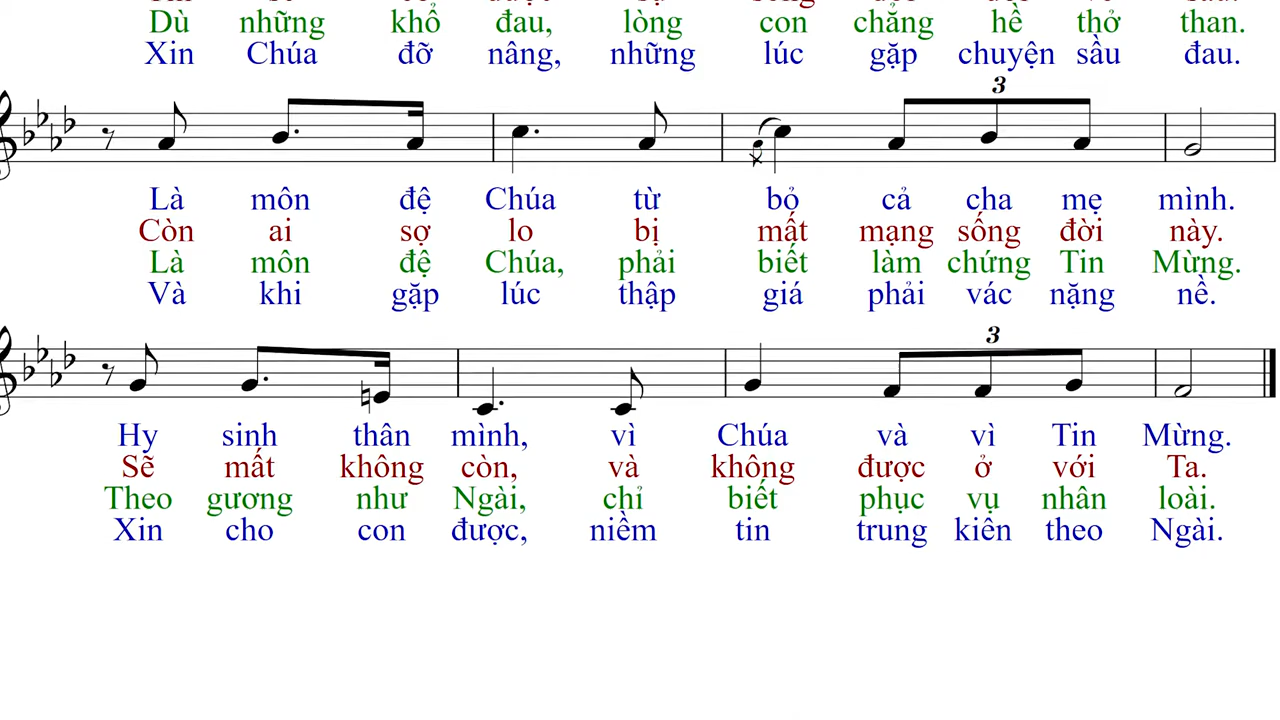 Dù những khổ đau, lòng con chẳng hề thở than.
Xin Chúa đỡ nâng, những lúc gặp chuyện sầu đau.
3
Là môn đệ Chúa từ bỏ cả cha mẹ mình.
Còn ai sợ lo bị mất mạng sống đời này.
Là môn đệ Chúa, phải biết làm chứng Tin Mừng.
Và khi gặp lúc thập giá phải vác nặng nề.
3
Hy sinh thân mình, vì Chúa và vì Tin Mừng.
Sẽ mất không còn, và không được ở với Ta.
Theo gương như Ngài, chỉ biết phục vụ nhân loài.
Xin cho con được, niềm tin trung kiên theo Ngài.